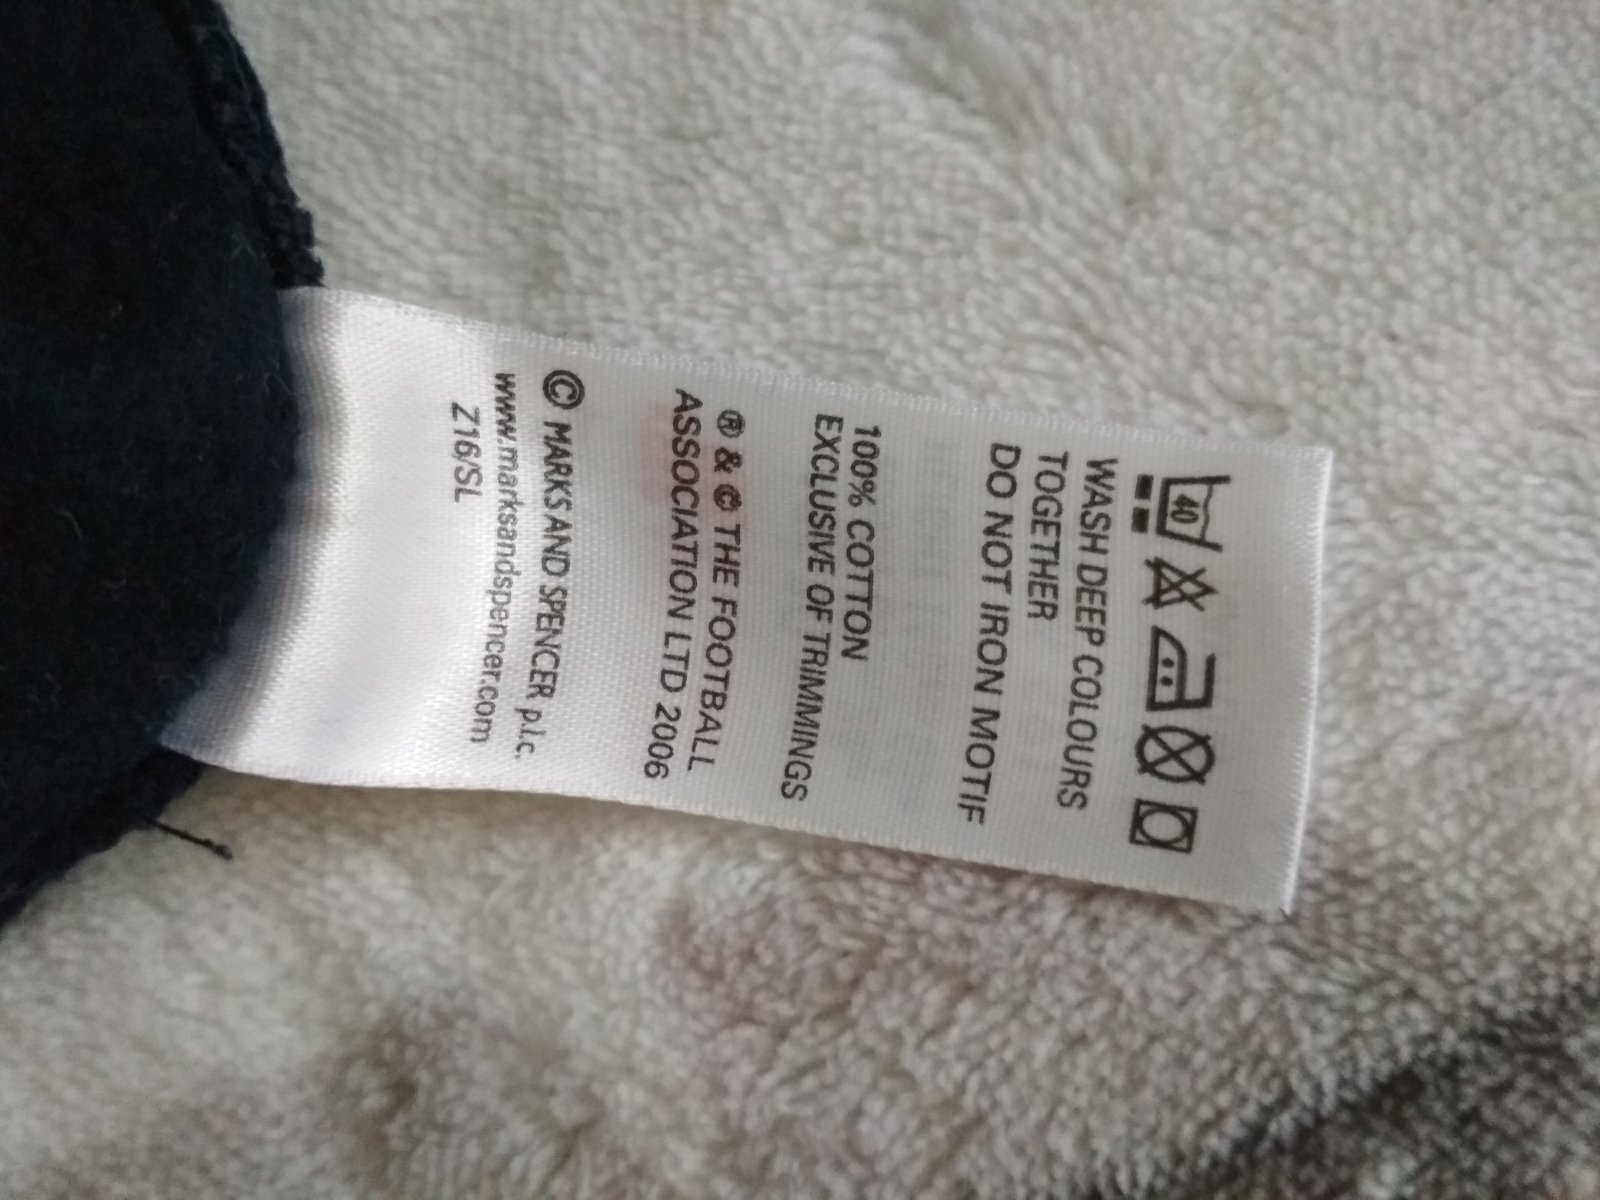 40
WASH DEEP COLOURS
TOGETHER
DO NOT IRON MOTIF
100% COTTON
EXCLUSIVE OF TRIMMINGS
® & © THE FOOTBALL
ASSOCIATION LTD 2006
© MARKS AND SPENCER p.l.c.
www.marksandspencer.com
Z16/SL